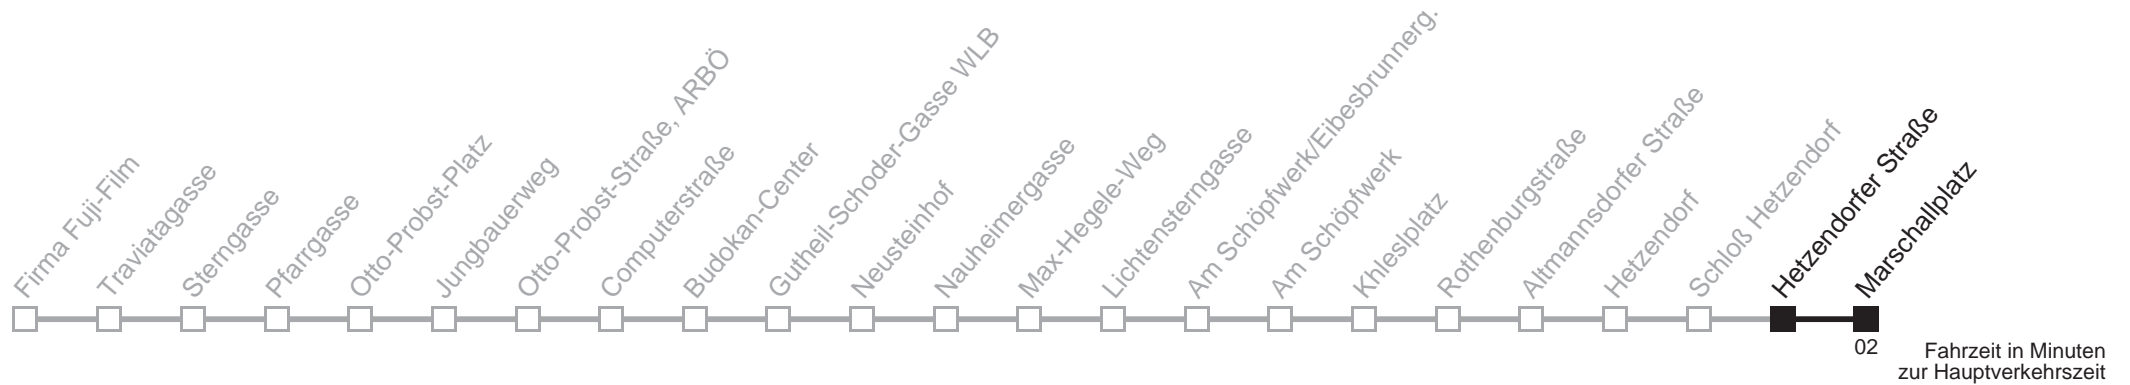 Firma Fuji-Film
Traviatagasse
Sterngasse
Pfarrgasse
Otto-Probst-Platz
Jungbauerweg
Otto-Probst-Straße, ARBÖ
Computerstraße
Budokan-Center
Gutheil-Schoder-Gasse WLB
Neusteinhof
Nauheimergasse
Max-Hegele-Weg
Lichtensterngasse
Am Schöpfwerk/Eibesbrunnerg.
Am Schöpfwerk
Khleslplatz
Rothenburgstraße
Altmannsdorfer Straße
Hetzendorf
Schloß Hetzendorf
Hetzendorfer Straße
Marschallplatz
02
Fahrzeit in Minuten
zur Hauptverkehrszeit